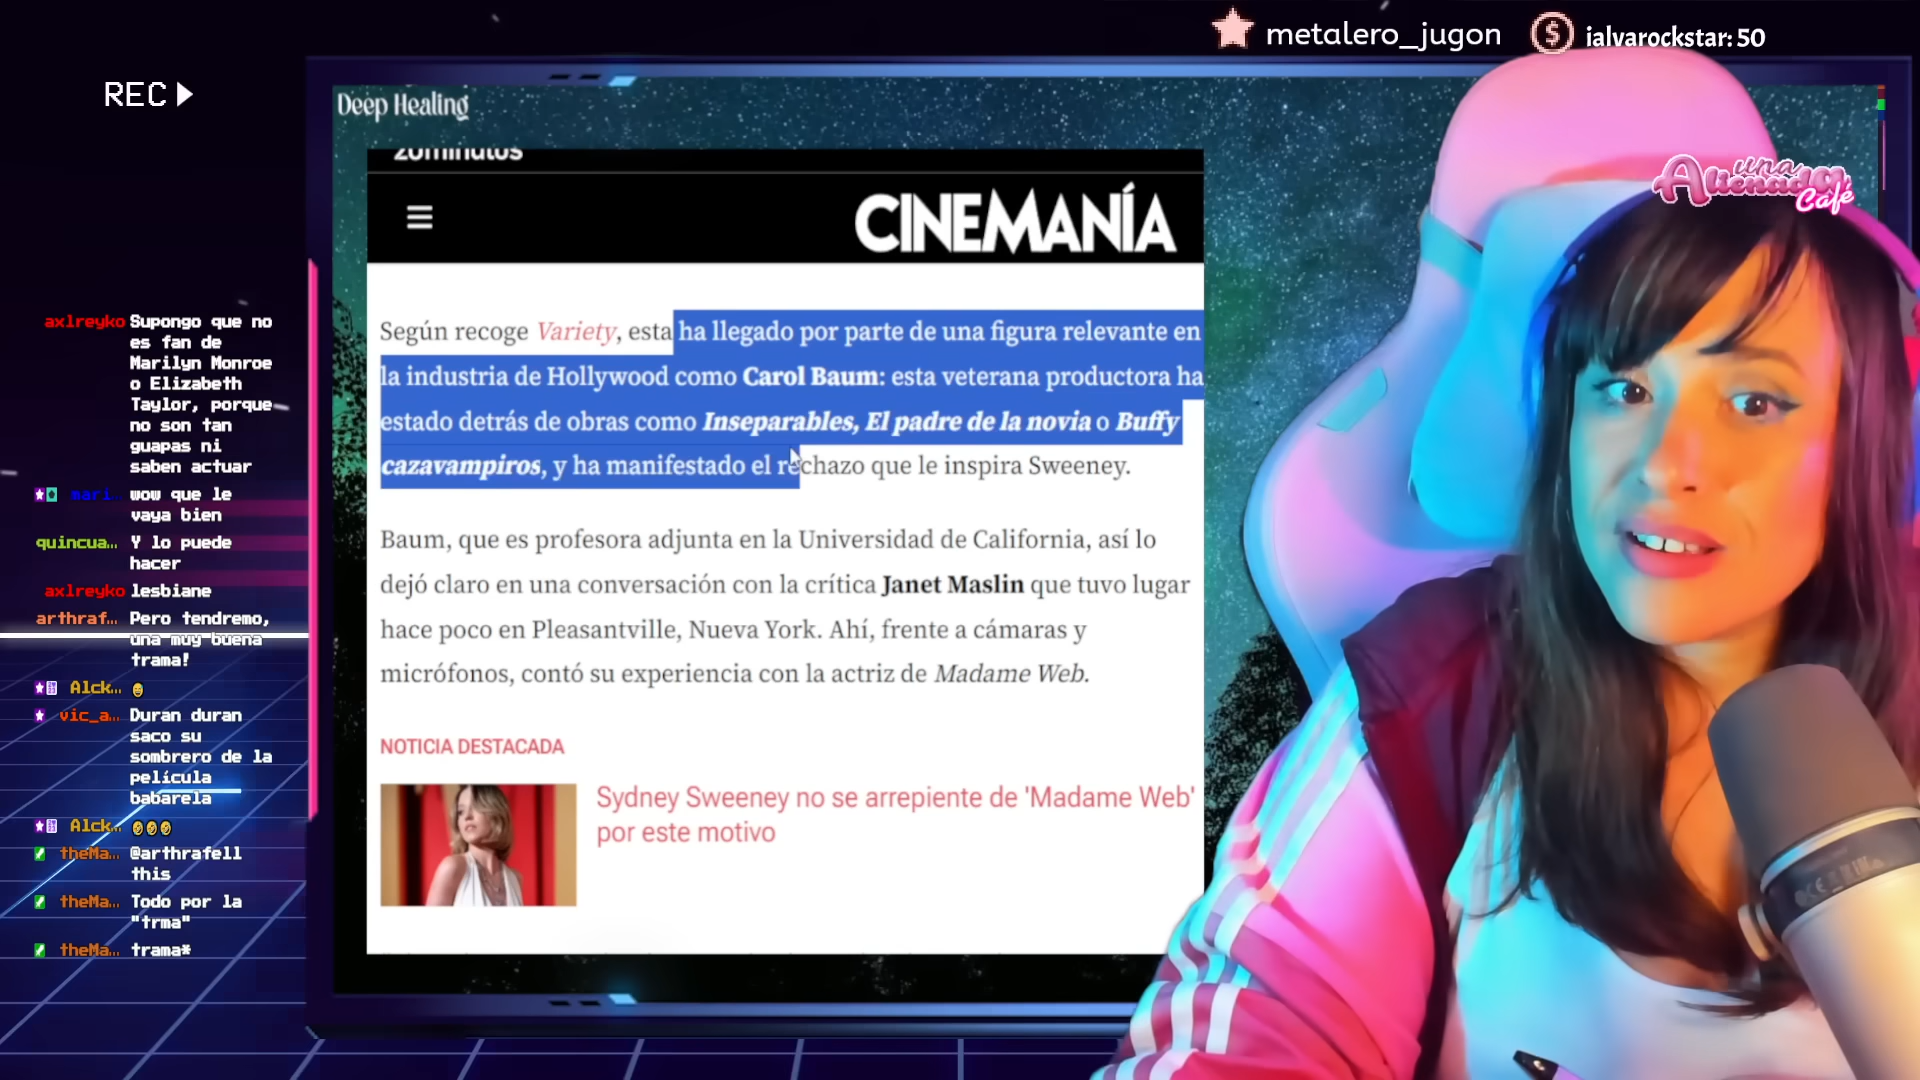 metalero_jugon
ialvarockstar: 50
REC
Deep Healing
una
Alienada
Café
20minutos
CINEMANÍA
Según recoge Variety, esta ha llegado por parte de una figura relevante en
la industria de Hollywood como Carol Baum: esta veterana productora ha
estado detrás de obras como Inseparables, El padre de la novia o Buffy
cazavampiros, y ha manifestado el rechazo que le inspira Sweeney.
Baum, que es profesora adjunta en la Universidad de California, así lo
dejó claro en una conversación con la crítica Janet Maslin que tuvo lugar
hace poco en Pleasantville, Nueva York. Ahí, frente a cámaras y
micrófonos, contó su experiencia con la actriz de Madame Web.
NOTICIA DESTACADA
Sydney Sweeney no se arrepiente de 'Madame Web'
por este motivo
axlreyko Supongo que no
es fan de
Marilyn Monroe
o Elizabeth
Taylor, porque
no son tan
guapas ni
saben actuar
mari... wow que le
vaya bien
quincua... Y lo puede
hacer
axlreyko lesbiane
arthraf... Pero tendremo,
una muy buena
trama!
Alck...
vic_a... Duran duran
saco su
sombrero de la
película
babarela
Alck...
theMa... @arthrafell
this
theMa... Todo por la
"trma"
theMa... trama*